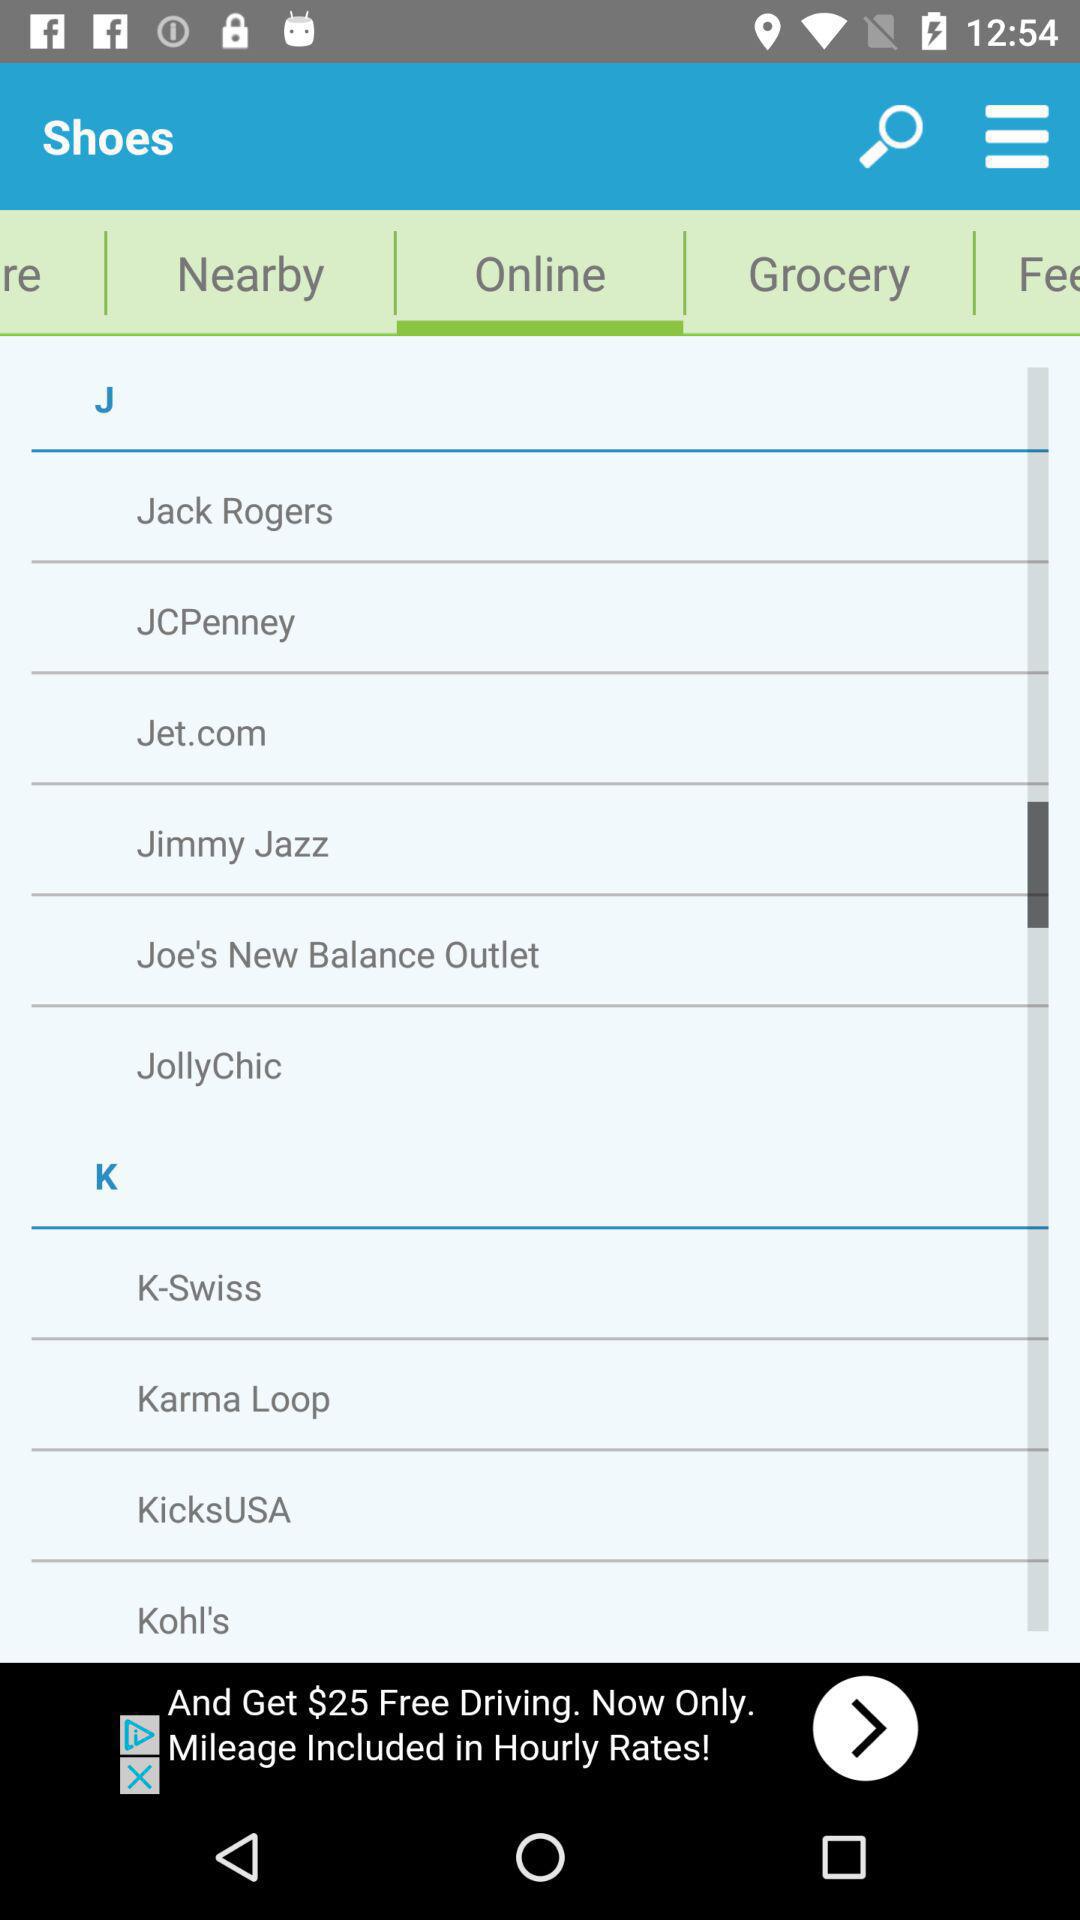 12:54
Shoes
re Nearby Online Grocery Fee
J
Jack Rogers
JCPenney
Jet.com
Jimmy Jazz
Joe's New Balance Outlet
JollyChic
K
K-Swiss
Karma Loop
KicksUSA
Kohl's
And Get $25 Free Driving. Now Only.
Mileage Included in Hourly Rates!